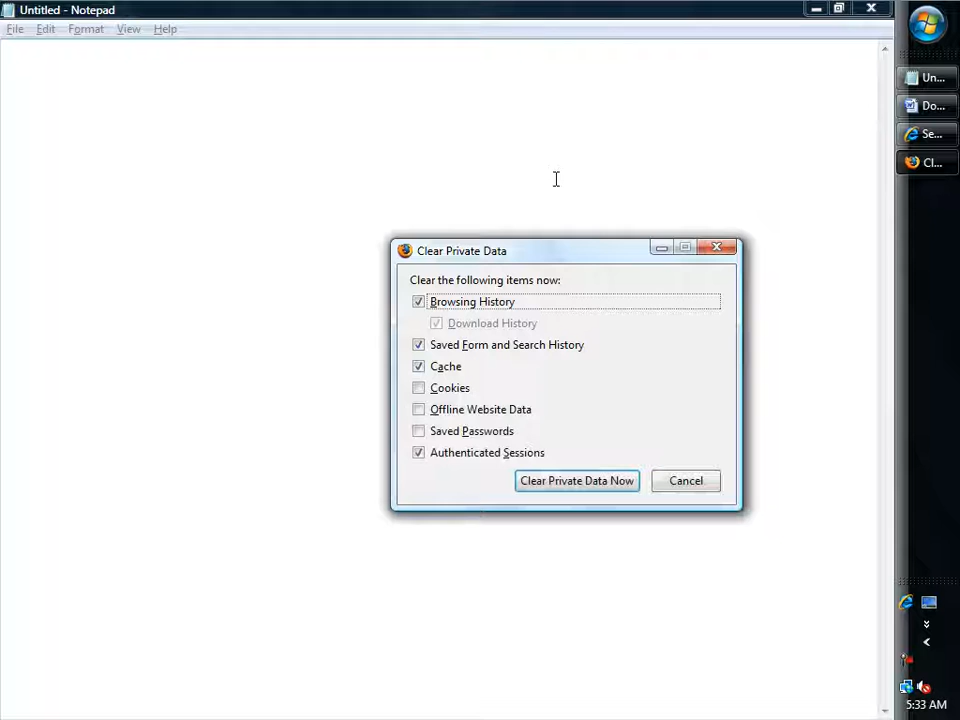 Untitled - Notepad
File Edit Format View Help
Un...
Do...
Se...
Cl...
Clear Private Data
Clear the following items now:
Browsing History
Download History
Saved Form and Search History
Cache
Cookies
Offline Website Data
Saved Passwords
Authenticated Sessions
Clear Private Data Now Cancel
5:33 AM